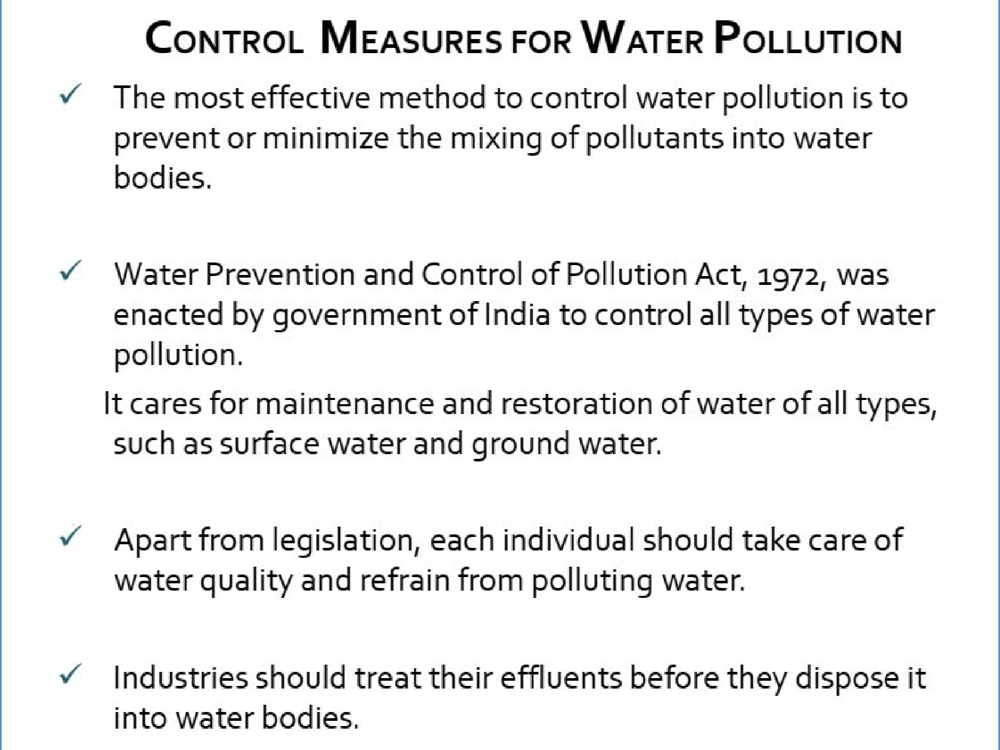 Control Measures for Water Pollution
✓ The most effective method to control water pollution is to
prevent or minimize the mixing of pollutants into water
bodies.
✓ Water Prevention and Control of Pollution Act, 1972, was
enacted by government of India to control all types of water
pollution.
It cares for maintenance and restoration of water of all types,
such as surface water and ground water.
✓ Apart from legislation, each individual should take care of
water quality and refrain from polluting water.
✓ Industries should treat their effluents before they dispose it
into water bodies.